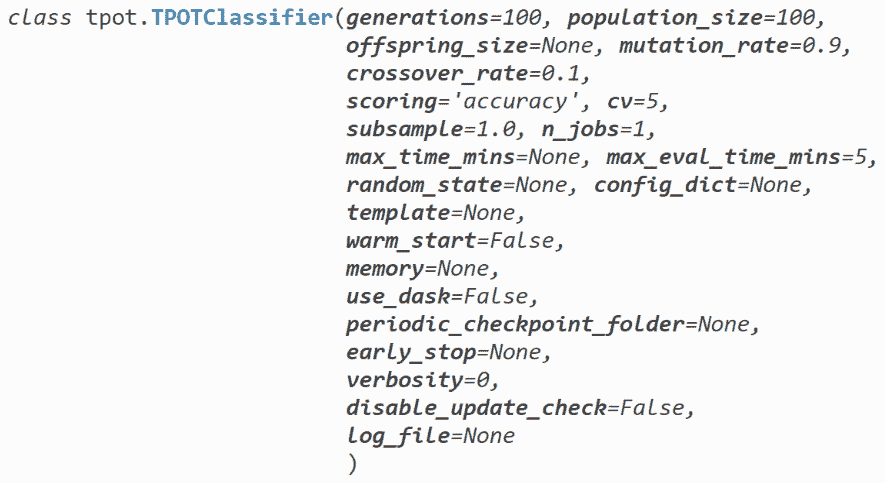 class tpot.TPOTClassifier(generations=100, population_size=100,
offspring_size=None, mutation_rate=0.9,
crossover_rate=0.1,
scoring='accuracy', cv=5,
subsample=1.0, n_jobs=1,
max_time_mins=None, max_eval_time_mins=5,
random_state=None, config_dict=None,
template=None,
warm_start=False,
memory=None,
use_dask=False,
periodic_checkpoint_folder=None,
early_stop=None,
verbosity=0,
disable_update_check=False,
log_file=None
)